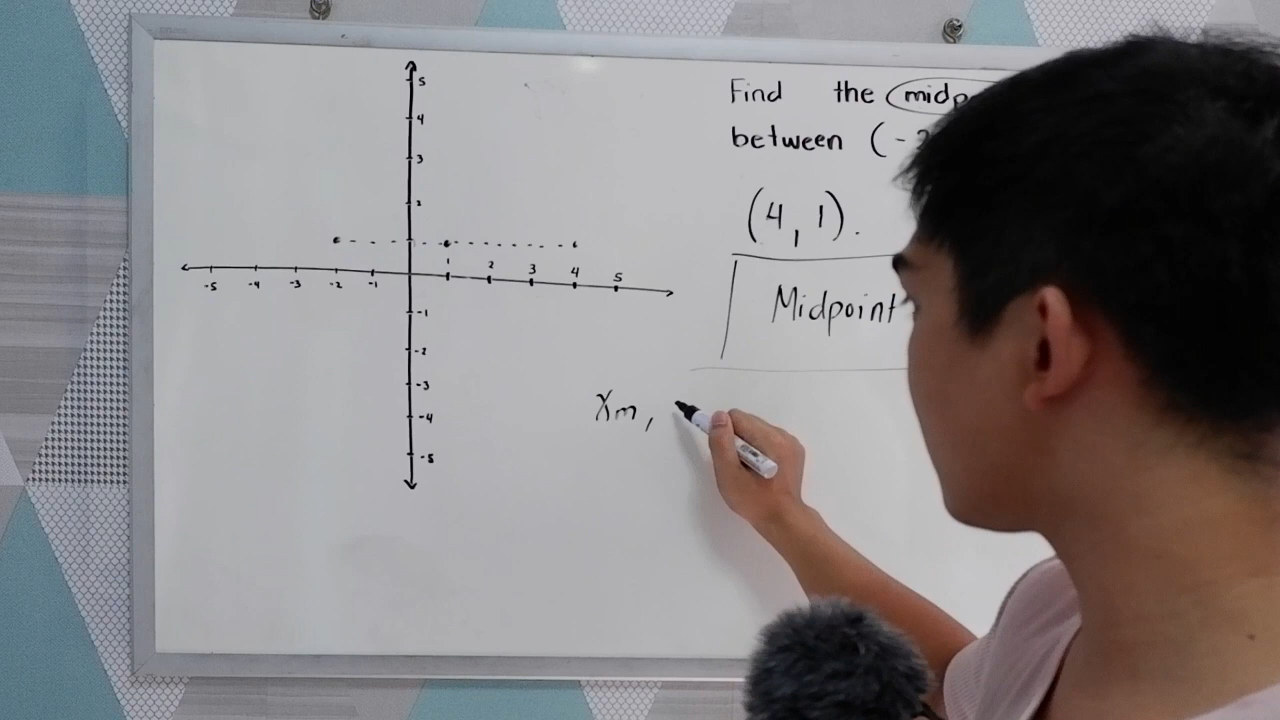 Find the
between (-
(4, 1).
Midpoint
Xm,
5
4
3
2
-5 -4 -3 -2 -1 1 2 3 4 5
-1
-2
-3
-4
-5